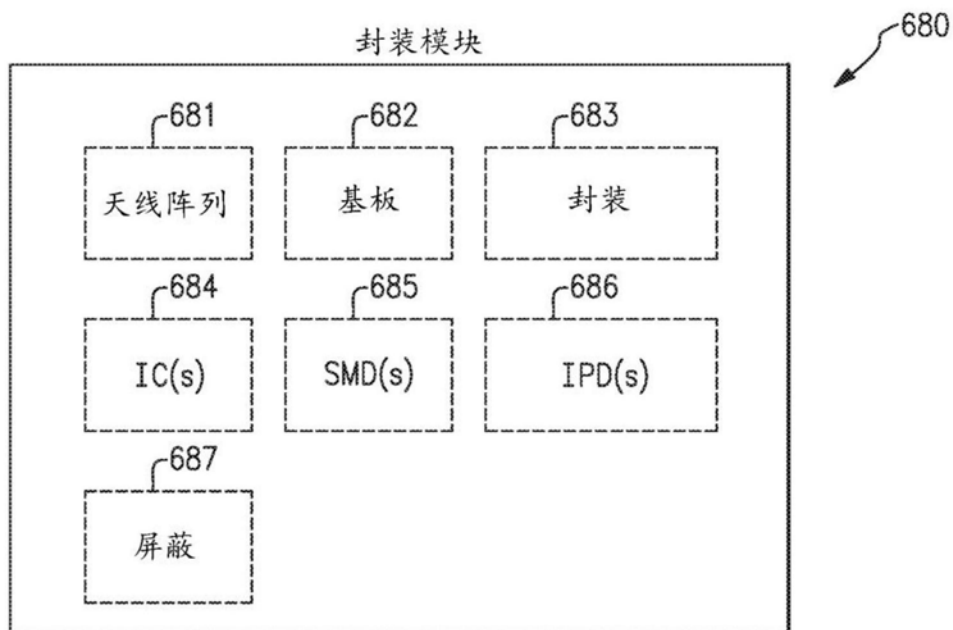 封装模块
680
681
682
683
天线阵列
基板
封装
684
685
686
IC(s)
SMD(s)
IPD(s)
687
屏蔽